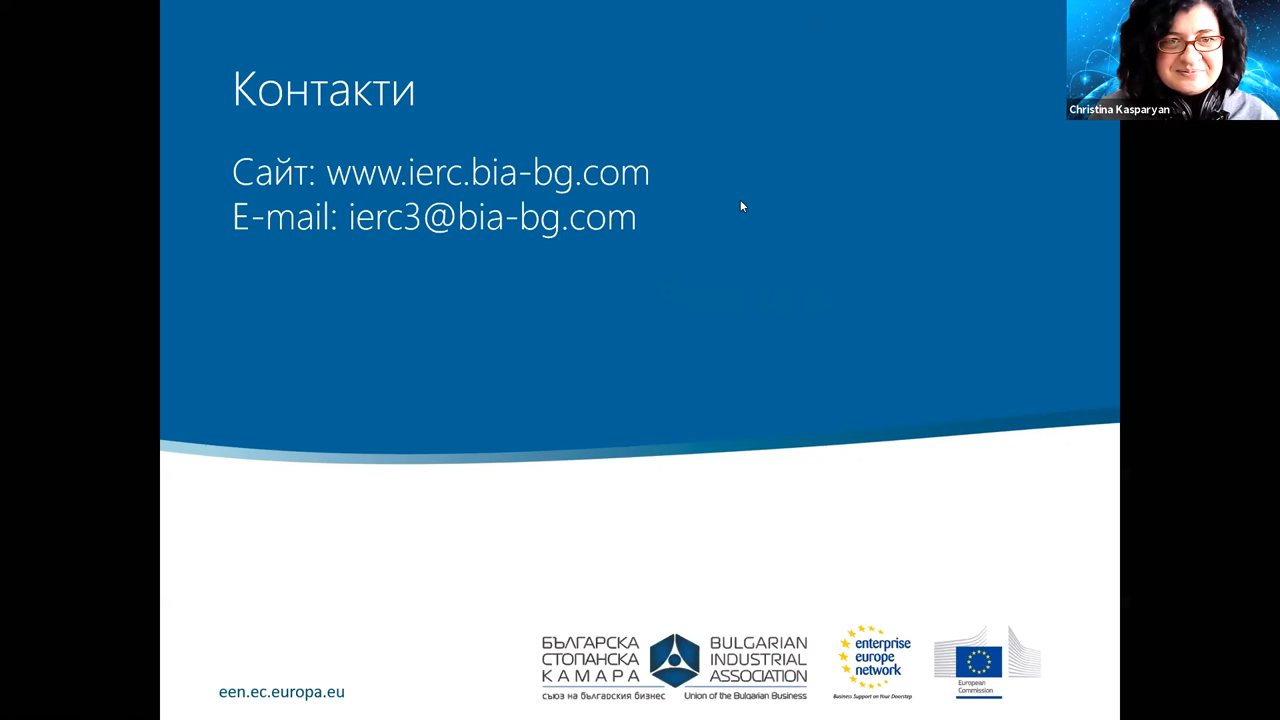 Контакти
Christina Kasparyan
Сайт: www.ierc.bia-bg.com
E-mail: ierc3@bia-bg.com
БЪЛГАРСКА
СТОПАНСКА
КАМАРА
съюз на българския бизнес
BULGARIAN
INDUSTRIAL
ASSOCIATION
Union of the Bulgarian Business
enterprise
europe
network
Business Support on Your Doorstep
European
Commission
een.ec.europa.eu